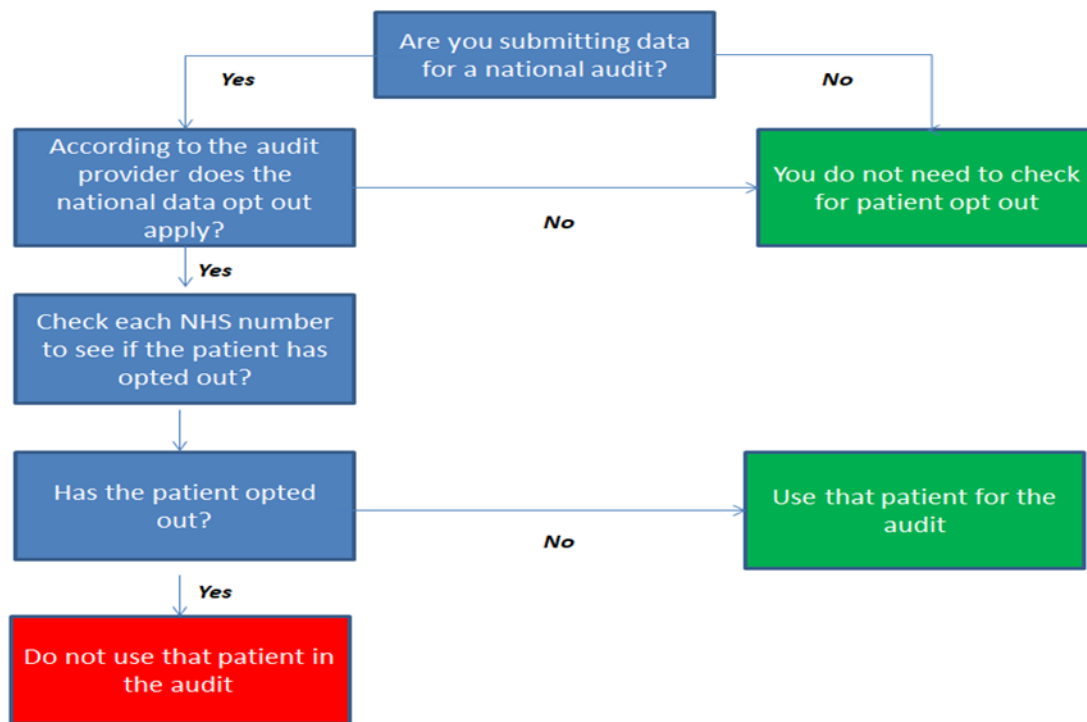 Are you submitting data
for a national audit?
Yes
No
According to the audit
provider does the
national data opt out
apply?
No
You do not need to check
for patient opt out
Yes
Check each NHS number
to see if the patient has
opted out?
Has the patient opted
out?
No
Use that patient for the
audit
Yes
Do not use that patient in
the audit